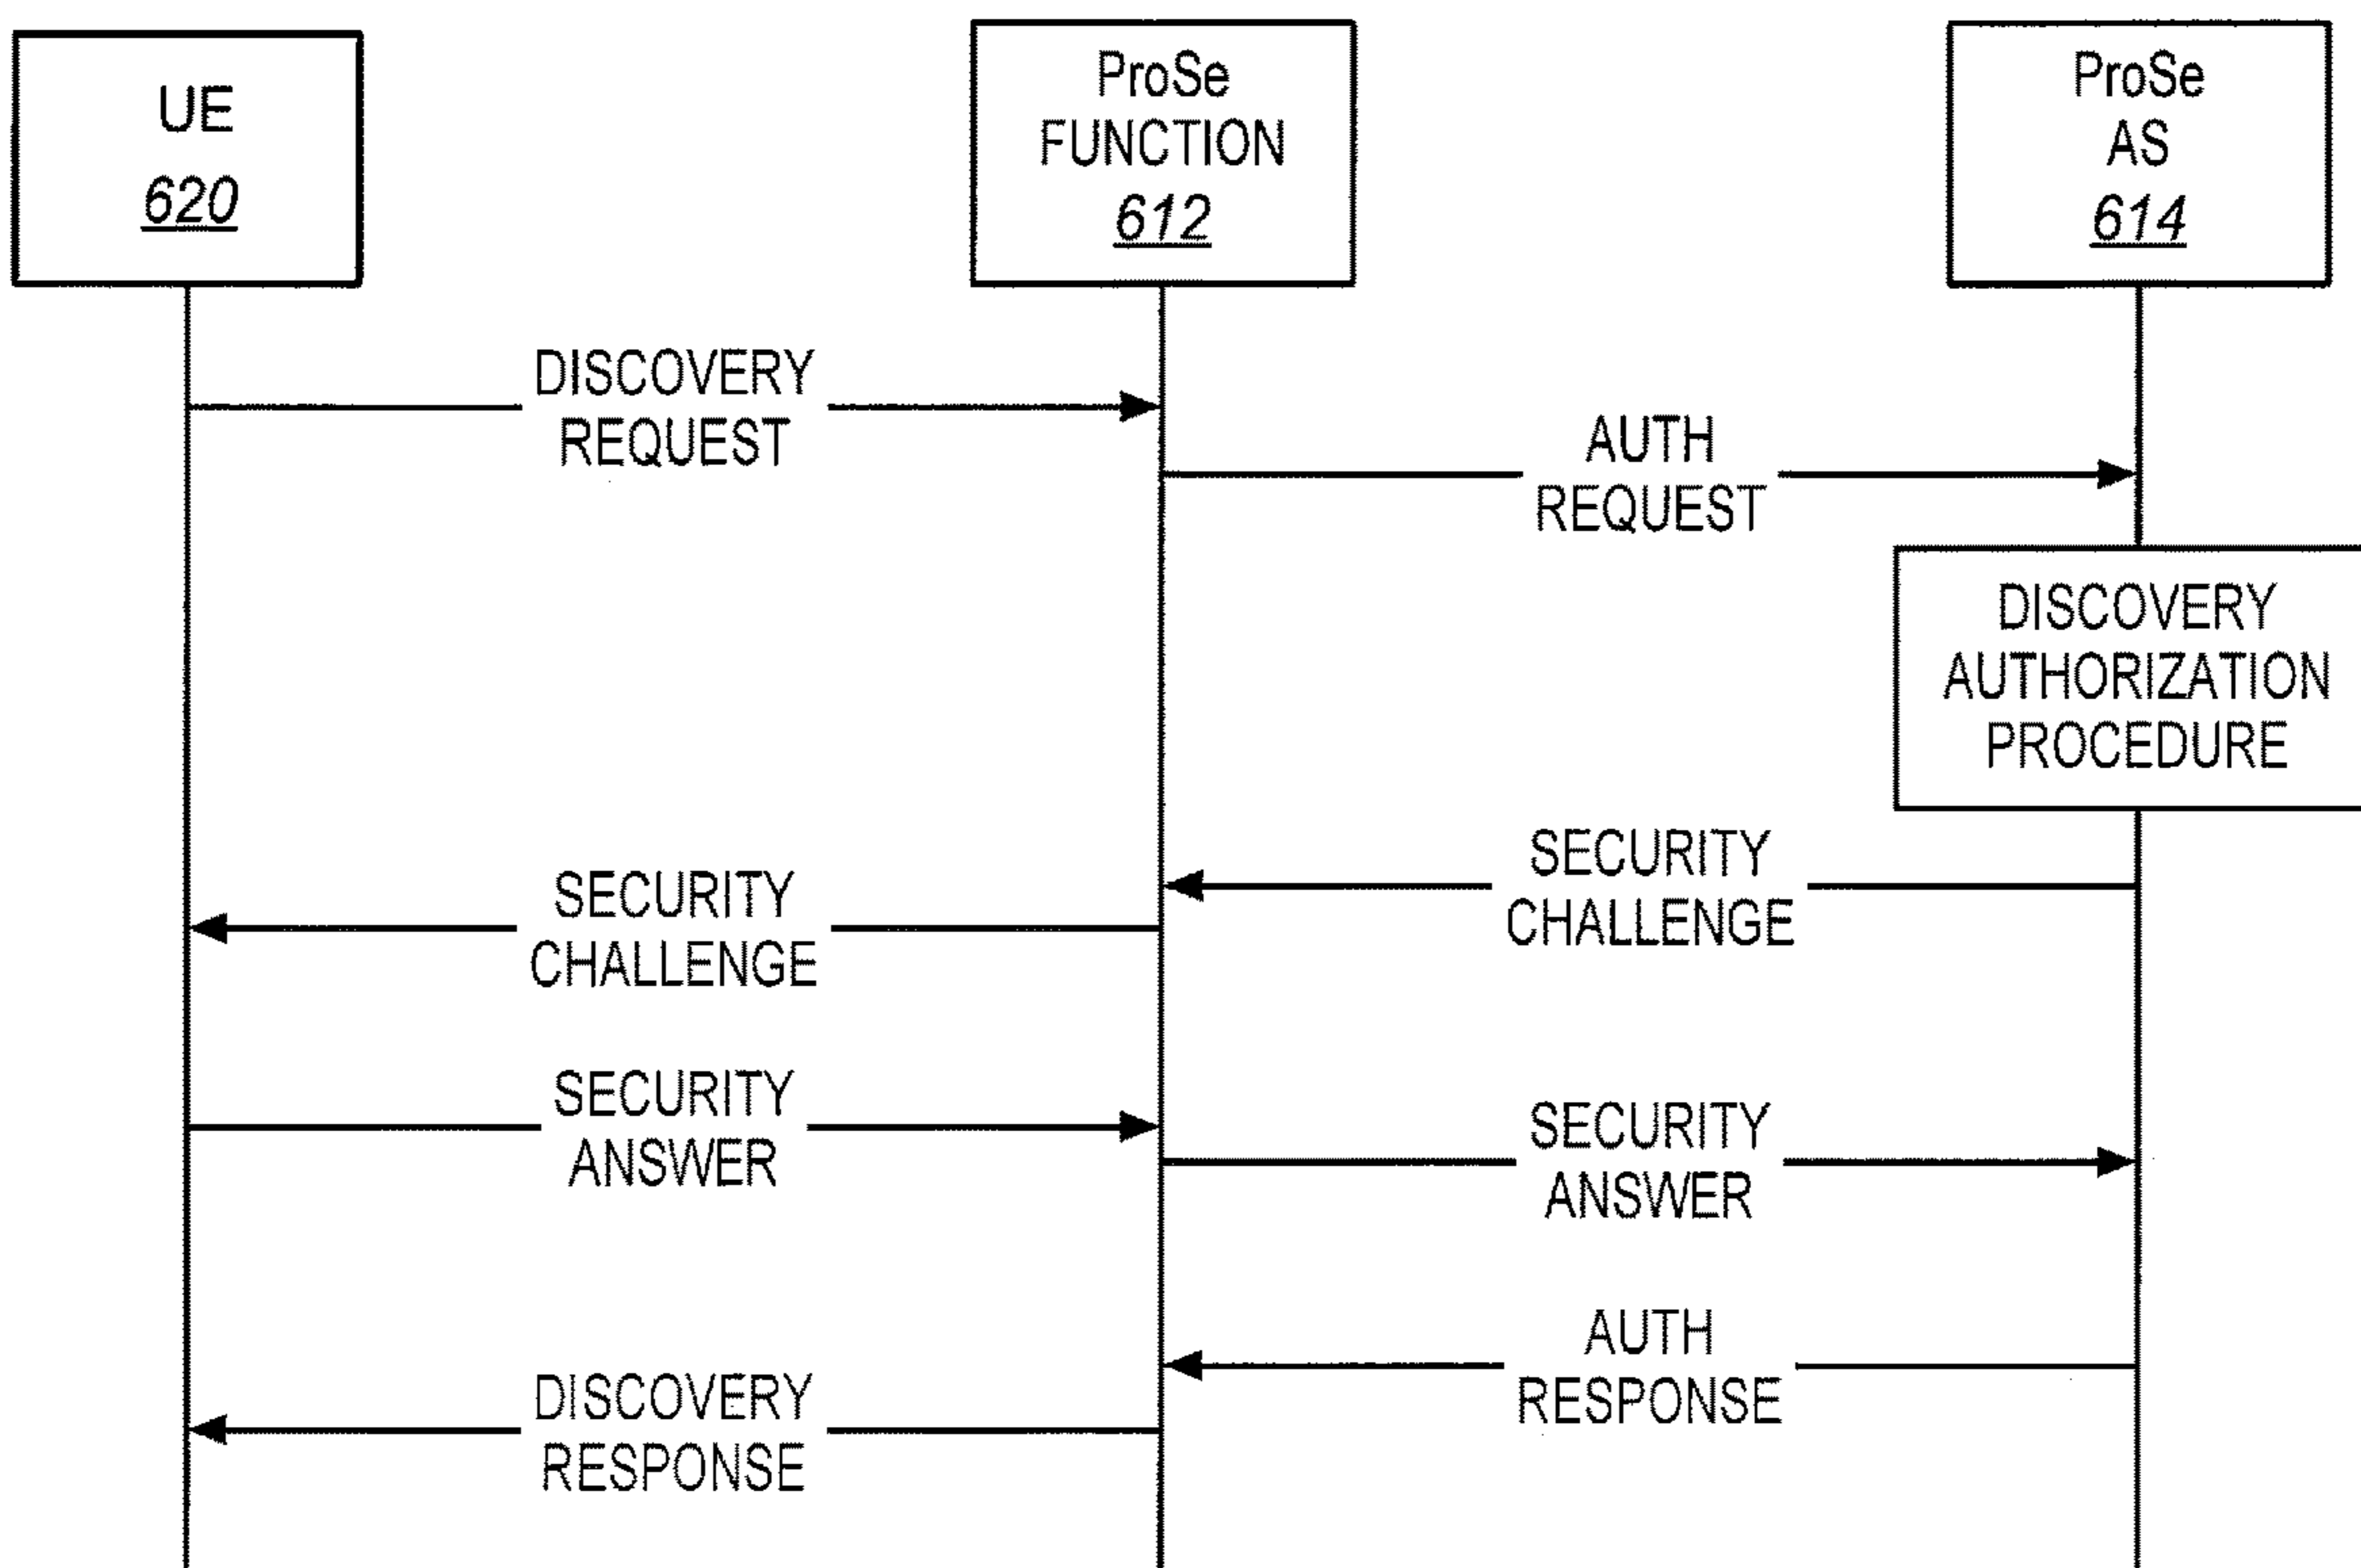 UE
620
ProSe
FUNCTION
612
ProSe
AS
614
DISCOVERY
REQUEST
AUTH
REQUEST
DISCOVERY
AUTHORIZATION
PROCEDURE
SECURITY
CHALLENGE
SECURITY
CHALLENGE
SECURITY
ANSWER
SECURITY
ANSWER
AUTH
RESPONSE
DISCOVERY
RESPONSE